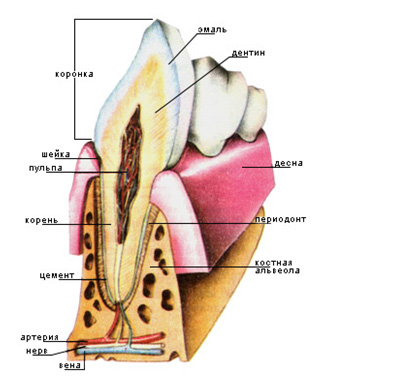 эмаль
дентин
коронка
шейка
пульпа
десна
корень
периодонт
цемент
костная
альвеола
артерия
нерв
вена